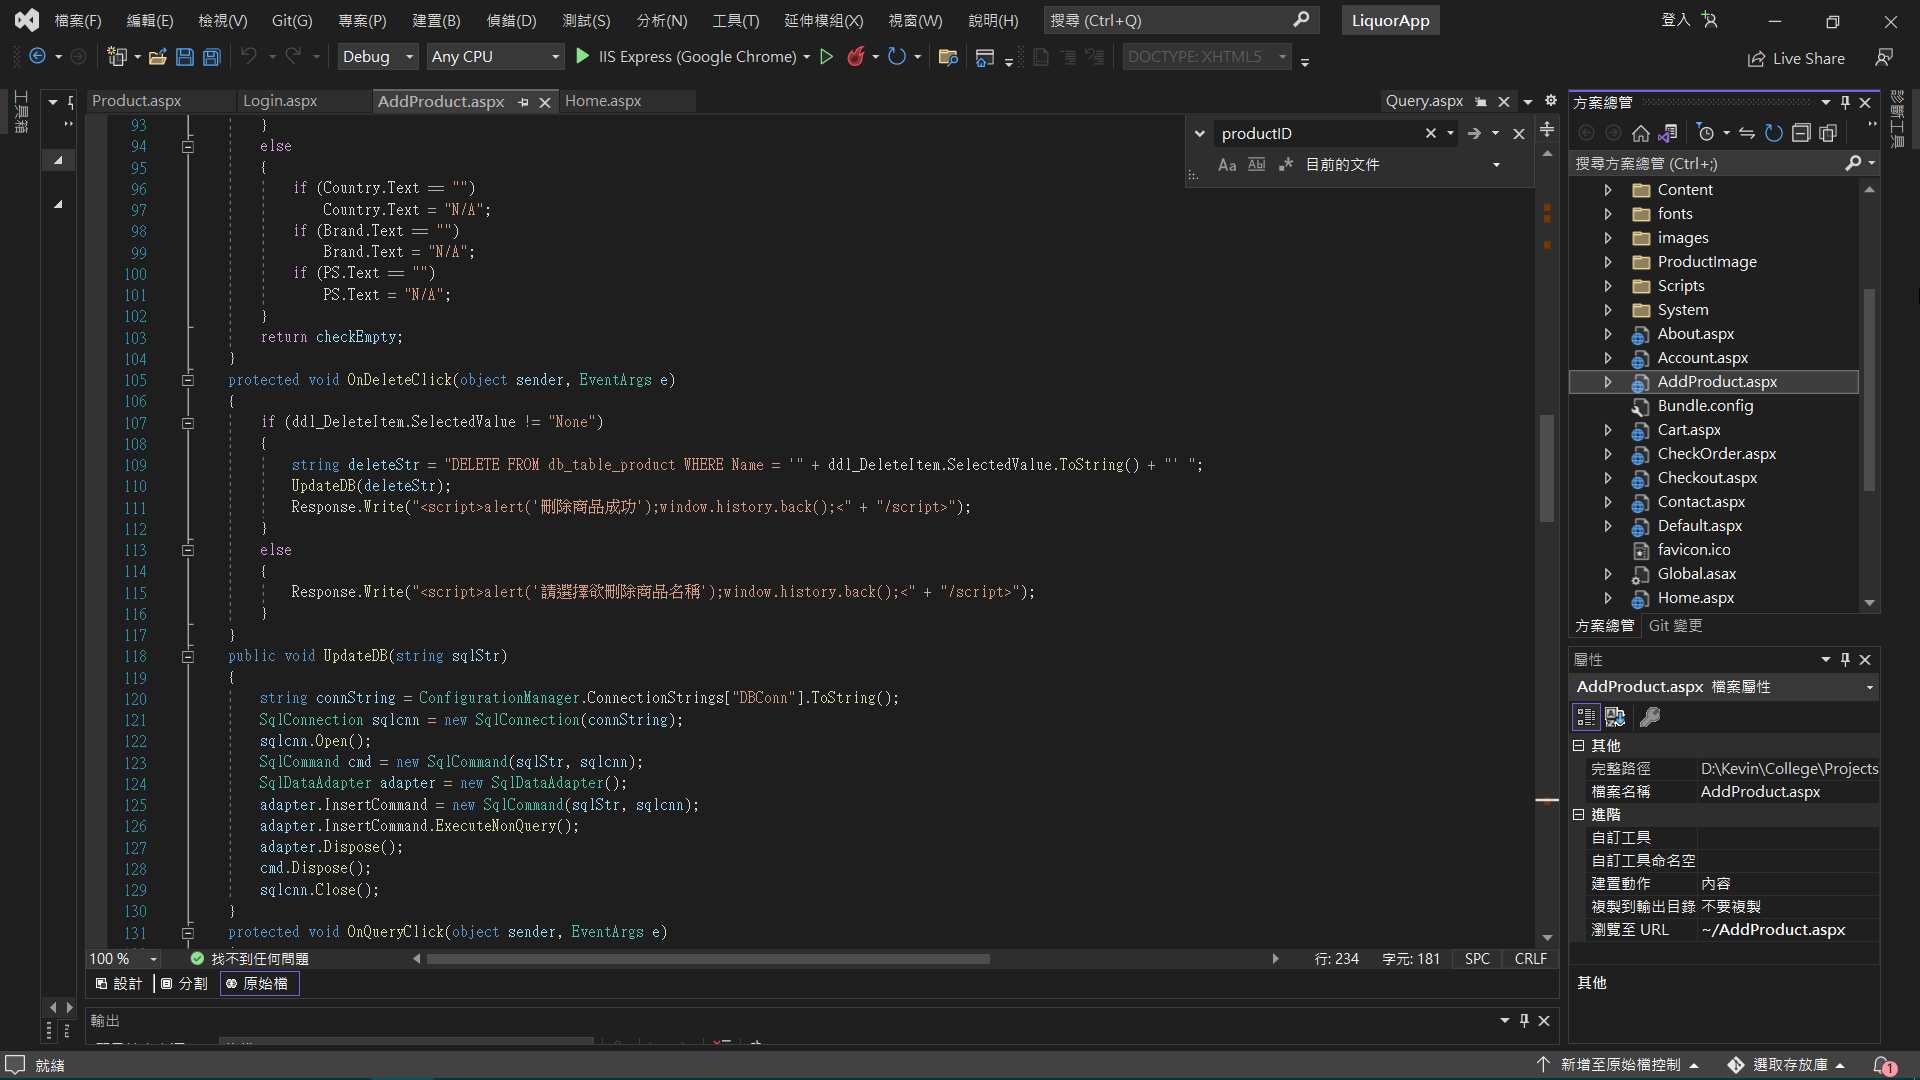 檔案(F) 編輯(E) 檢視(V) Git(G) 專案(P) 建置(B) 偵錯(D) 測試(S) 分析(N) 工具(T) 延伸模組(X) 視窗(W) 說明(H) 搜尋 (Ctrl+Q) LiquorApp 登入
Debug Any CPU IIS Express (Google Chrome) DOCTYPE: XHTML5 Live Share
工具箱
Product.aspx Login.aspx AddProduct.aspx Home.aspx Query.aspx
productID
目前的文件
93 }
94 else
95 {
96 if (Country.Text == "")
97 Country.Text = "N/A";
98 if (Brand.Text == "")
99 Brand.Text = "N/A";
100 if (PS.Text == "")
101 PS.Text = "N/A";
102 }
103 return checkEmpty;
104 }
105 protected void OnDeleteClick(object sender, EventArgs e)
106 {
107 if (ddl_DeleteItem.SelectedValue != "None")
108 {
109 string deleteStr = "DELETE FROM db_table_product WHERE Name = '" + ddl_DeleteItem.SelectedValue.ToString() + "' ";
110 UpdateDB(deleteStr);
111 Response.Write("<script>alert('刪除商品成功');window.history.back();<" + "/script>");
112 }
113 else
114 {
115 Response.Write("<script>alert('請選擇欲刪除商品名稱');window.history.back();<" + "/script>");
116 }
117 }
118 public void UpdateDB(string sqlStr)
119 {
120 string connString = ConfigurationManager.ConnectionStrings["DBConn"].ToString();
121 SqlConnection sqlcnn = new SqlConnection(connString);
122 sqlcnn.Open();
123 SqlCommand cmd = new SqlCommand(sqlStr, sqlcnn);
124 SqlDataAdapter adapter = new SqlDataAdapter();
125 adapter.InsertCommand = new SqlCommand(sqlStr, sqlcnn);
126 adapter.InsertCommand.ExecuteNonQuery();
127 adapter.Dispose();
128 cmd.Dispose();
129 sqlcnn.Close();
130 }
131 protected void OnQueryClick(object sender, EventArgs e)
100 % 找不到任何問題 行: 234 字元: 181 SPC CRLF
設計 分割 原始檔
輸出
方案總管
搜尋方案總管 (Ctrl+;)
Content
fonts
images
ProductImage
Scripts
System
About.aspx
Account.aspx
AddProduct.aspx
Bundle.config
Cart.aspx
CheckOrder.aspx
Checkout.aspx
Contact.aspx
Default.aspx
favicon.ico
Global.asax
Home.aspx
方案總管 Git 變更
屬性
AddProduct.aspx 檔案屬性
其他
完整路徑 D:\Kevin\College\Projects
檔案名稱 AddProduct.aspx
進階
自訂工具
自訂工具命名空
建置動作 內容
複製到輸出目錄 不要複製
瀏覽至 URL ~/AddProduct.aspx
其他
診斷工具
就緒 新增至原始檔控制 選取存放庫 1